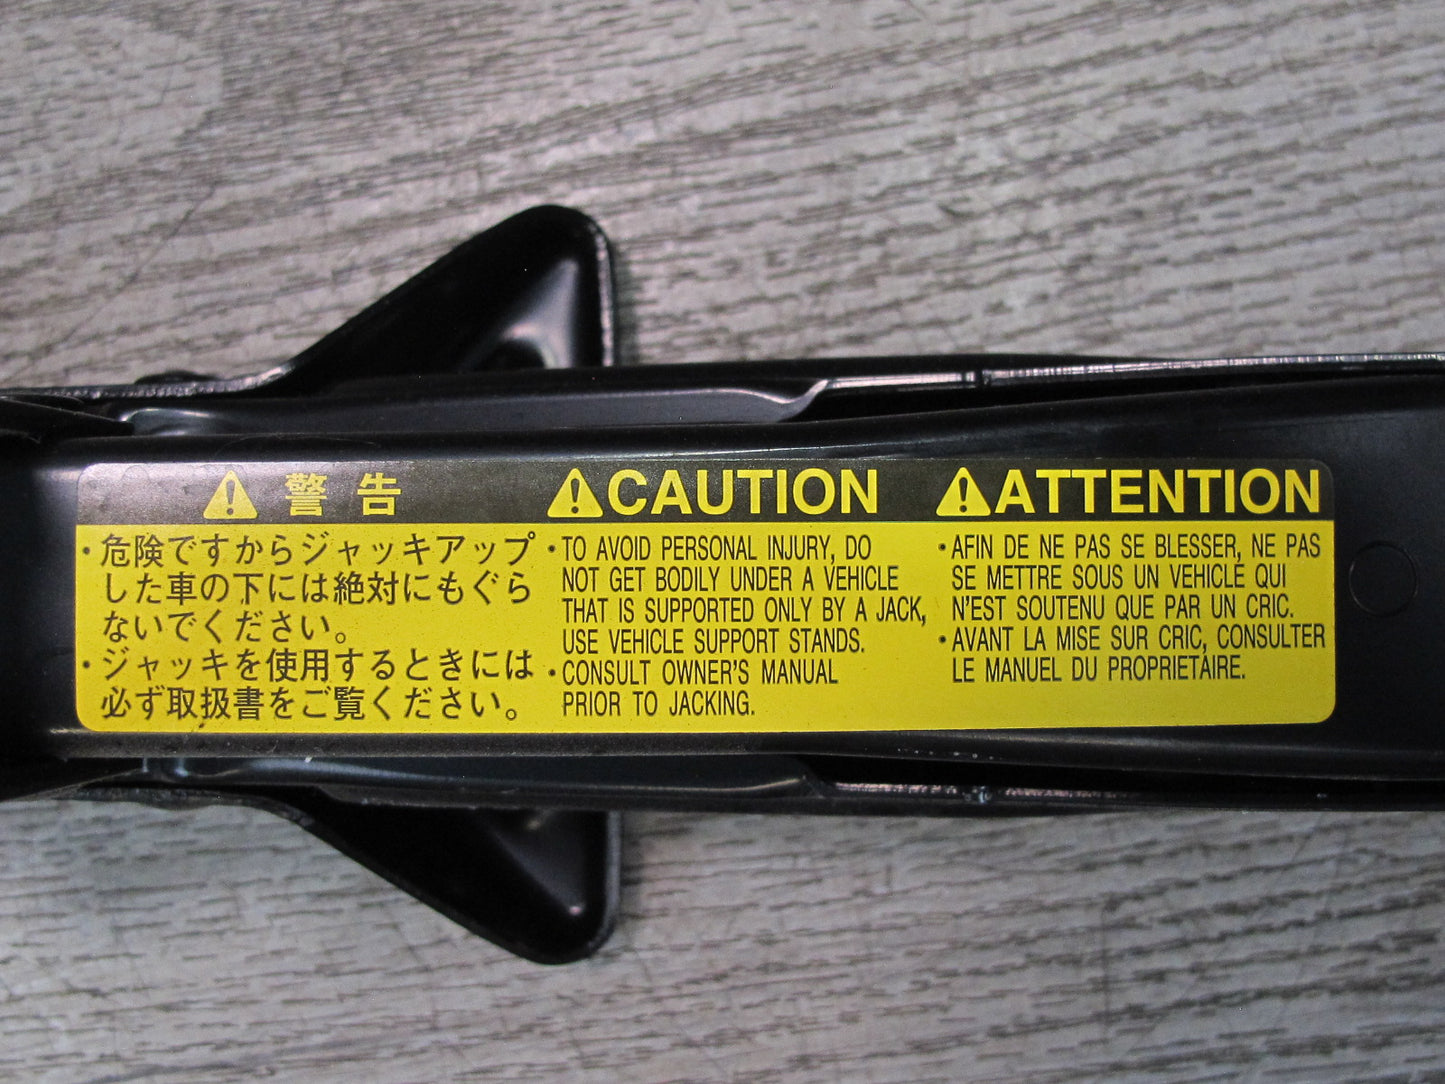 ⚠ 警告
・危険ですからジャッキアップ
した車の下には絶対にもぐら
ないでください。
・ジャッキを使用するときには
必ず取扱書をご覧ください。
⚠CAUTION
・TO AVOID PERSONAL INJURY, DO
NOT GET BODILY UNDER A VEHICLE
THAT IS SUPPORTED ONLY BY A JACK,
USE VEHICLE SUPPORT STANDS.
・CONSULT OWNER'S MANUAL
PRIOR TO JACKING.
⚠ATTENTION
・AFIN DE NE PAS SE BLESSER, NE PAS
SE METTRE SOUS UN VEHICLE QUI
N'EST SOUTENU QUE PAR UN CRIC.
・AVANT LA MISE SUR CRIC, CONSULTER
LE MANUEL DU PROPRIETAIRE.